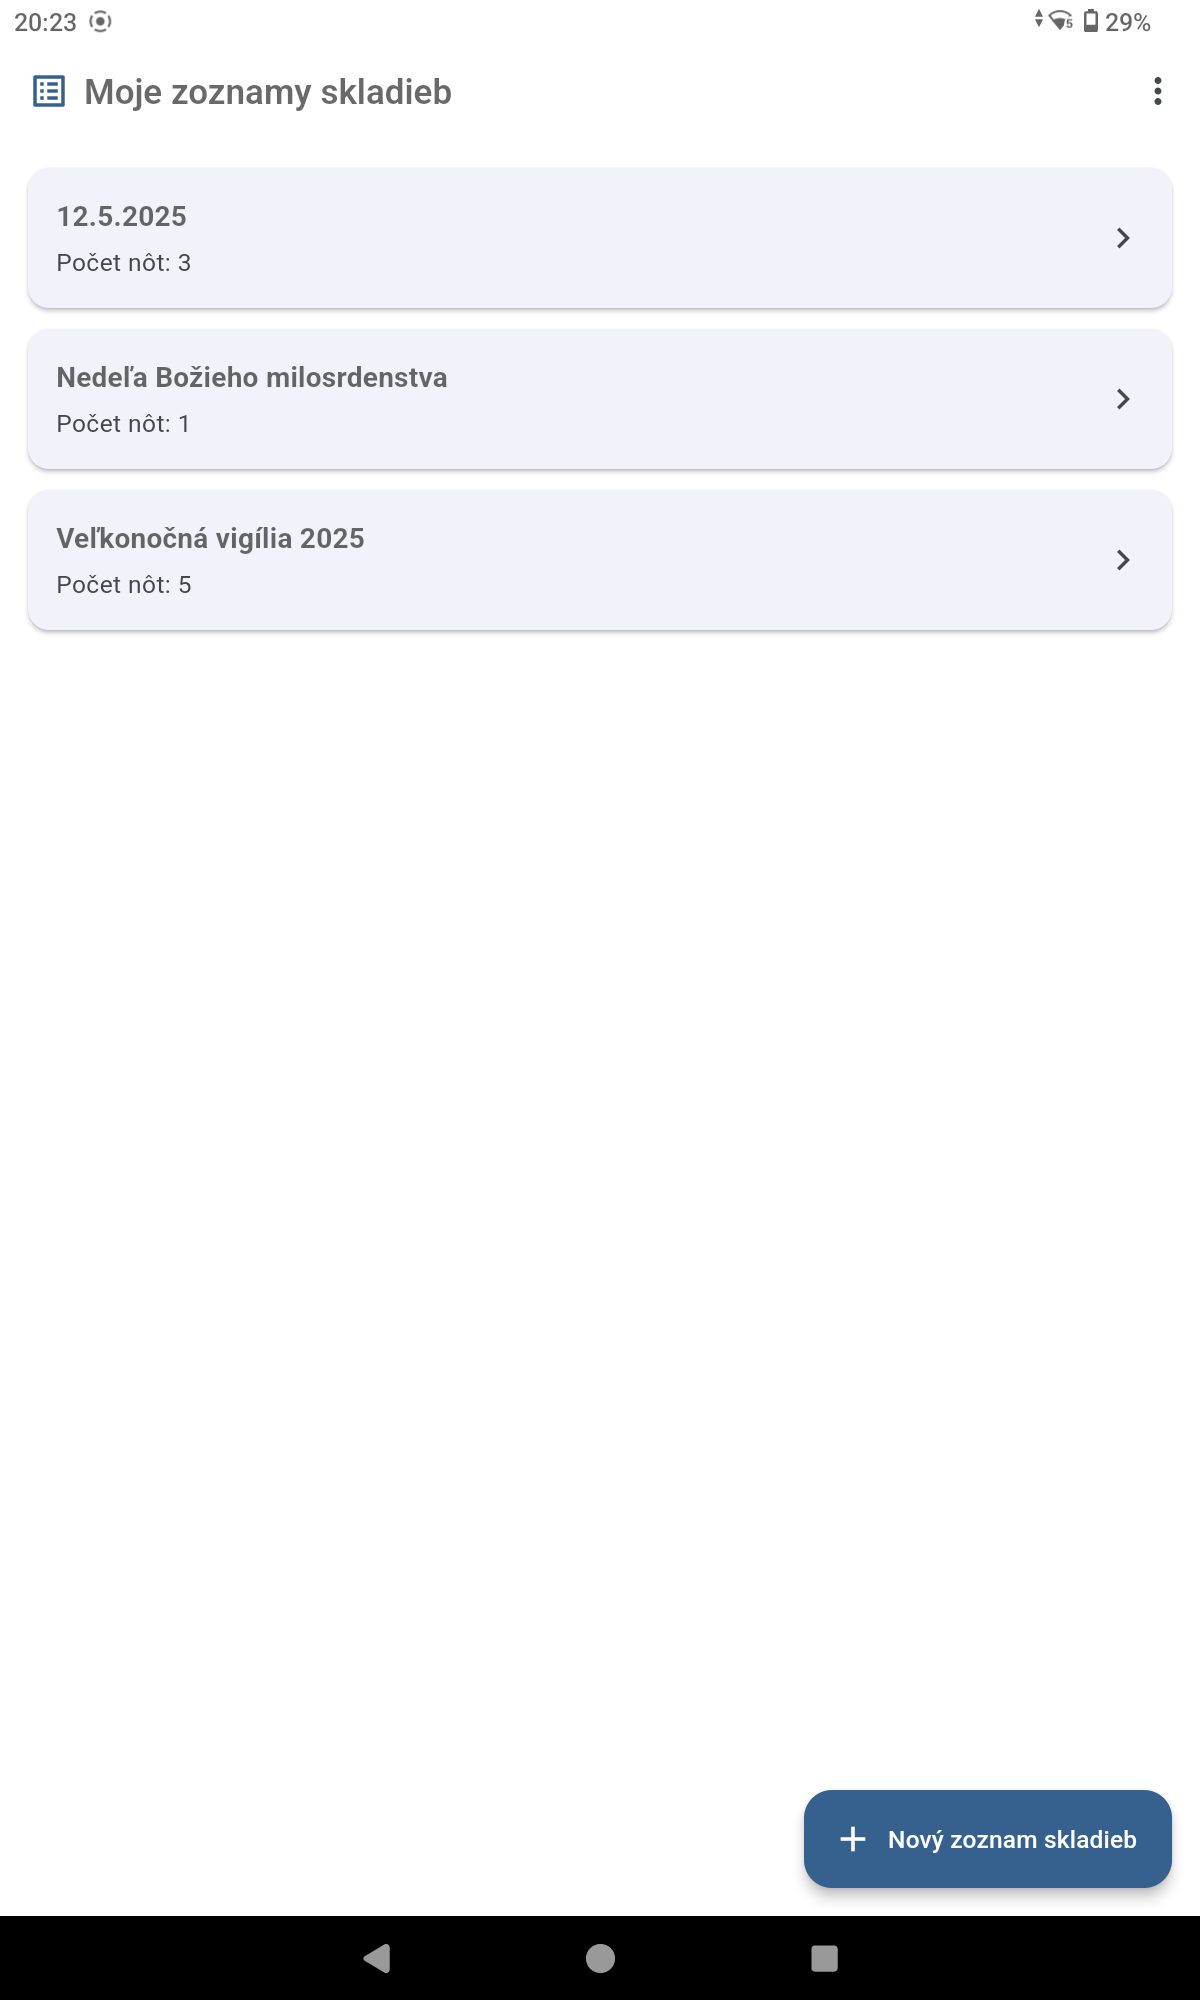 20:23
5 29%
Moje zoznamy skladieb
12.5.2025
Počet nôt: 3
Nedeľa Božieho milosrdenstva
Počet nôt: 1
Veľkonočná vigília 2025
Počet nôt: 5
Nový zoznam skladieb